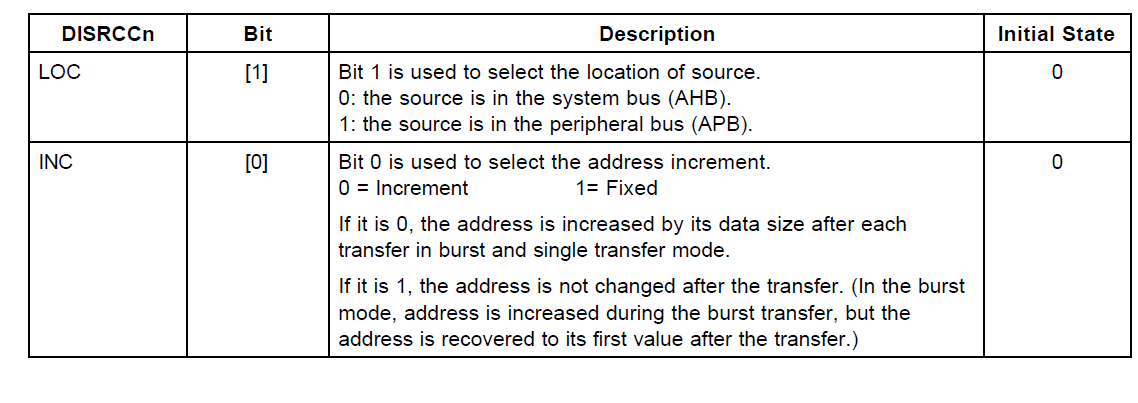 DISRCCn Bit Description Initial State
LOC [1] Bit 1 is used to select the location of source. 0
0: the source is in the system bus (AHB).
1: the source is in the peripheral bus (APB).
INC [0] Bit 0 is used to select the address increment. 0
0 = Increment 1= Fixed
If it is 0, the address is increased by its data size after each
transfer in burst and single transfer mode.
If it is 1, the address is not changed after the transfer. (In the burst
mode, address is increased during the burst transfer, but the
address is recovered to its first value after the transfer.)